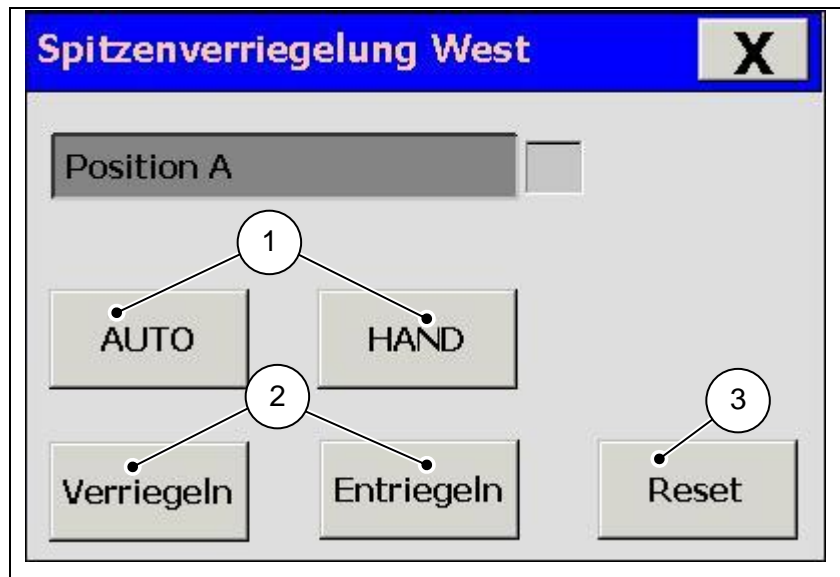 Spitzenverriegelung West
X
Position A
1
AUTO
HAND
2
3
Verriegeln
Entriegeln
Reset